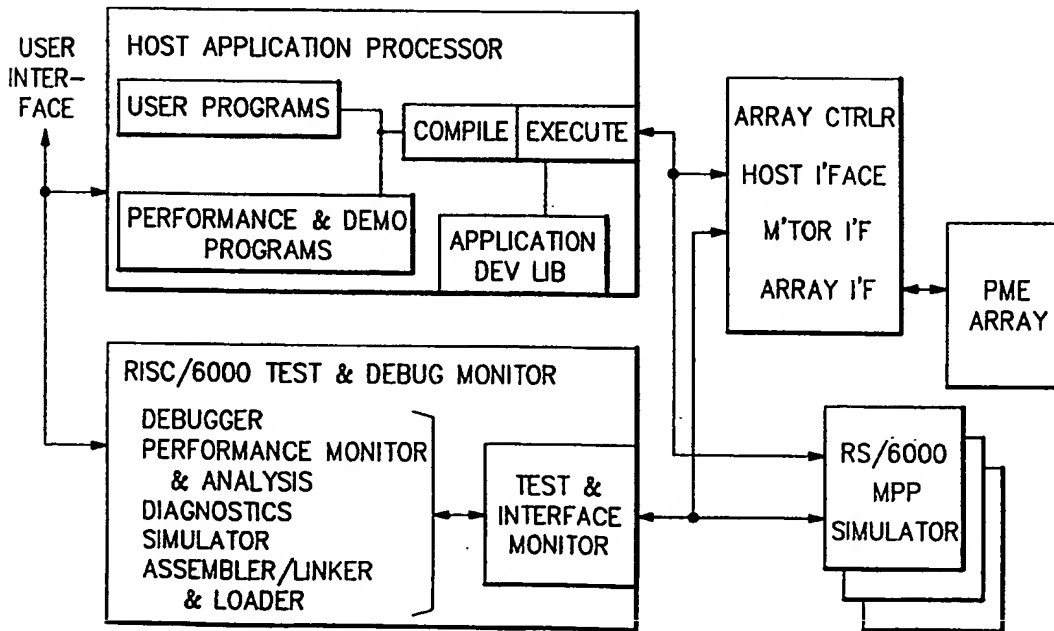 USER
INTER-
FACE
HOST APPLICATION PROCESSOR
USER PROGRAMS
COMPILE
EXECUTE
PERFORMANCE & DEMO
PROGRAMS
APPLICATION
DEV LIB
ARRAY CTRLR
HOST I'FACE
M'TOR I'F
ARRAY I'F
PME
ARRAY
RISC/6000 TEST & DEBUG MONITOR
DEBUGGER
PERFORMANCE MONITOR
& ANALYSIS
DIAGNOSTICS
SIMULATOR
ASSEMBLER/LINKER
& LOADER
TEST &
INTERFACE
MONITOR
RS/6000
MPP
SIMULATOR